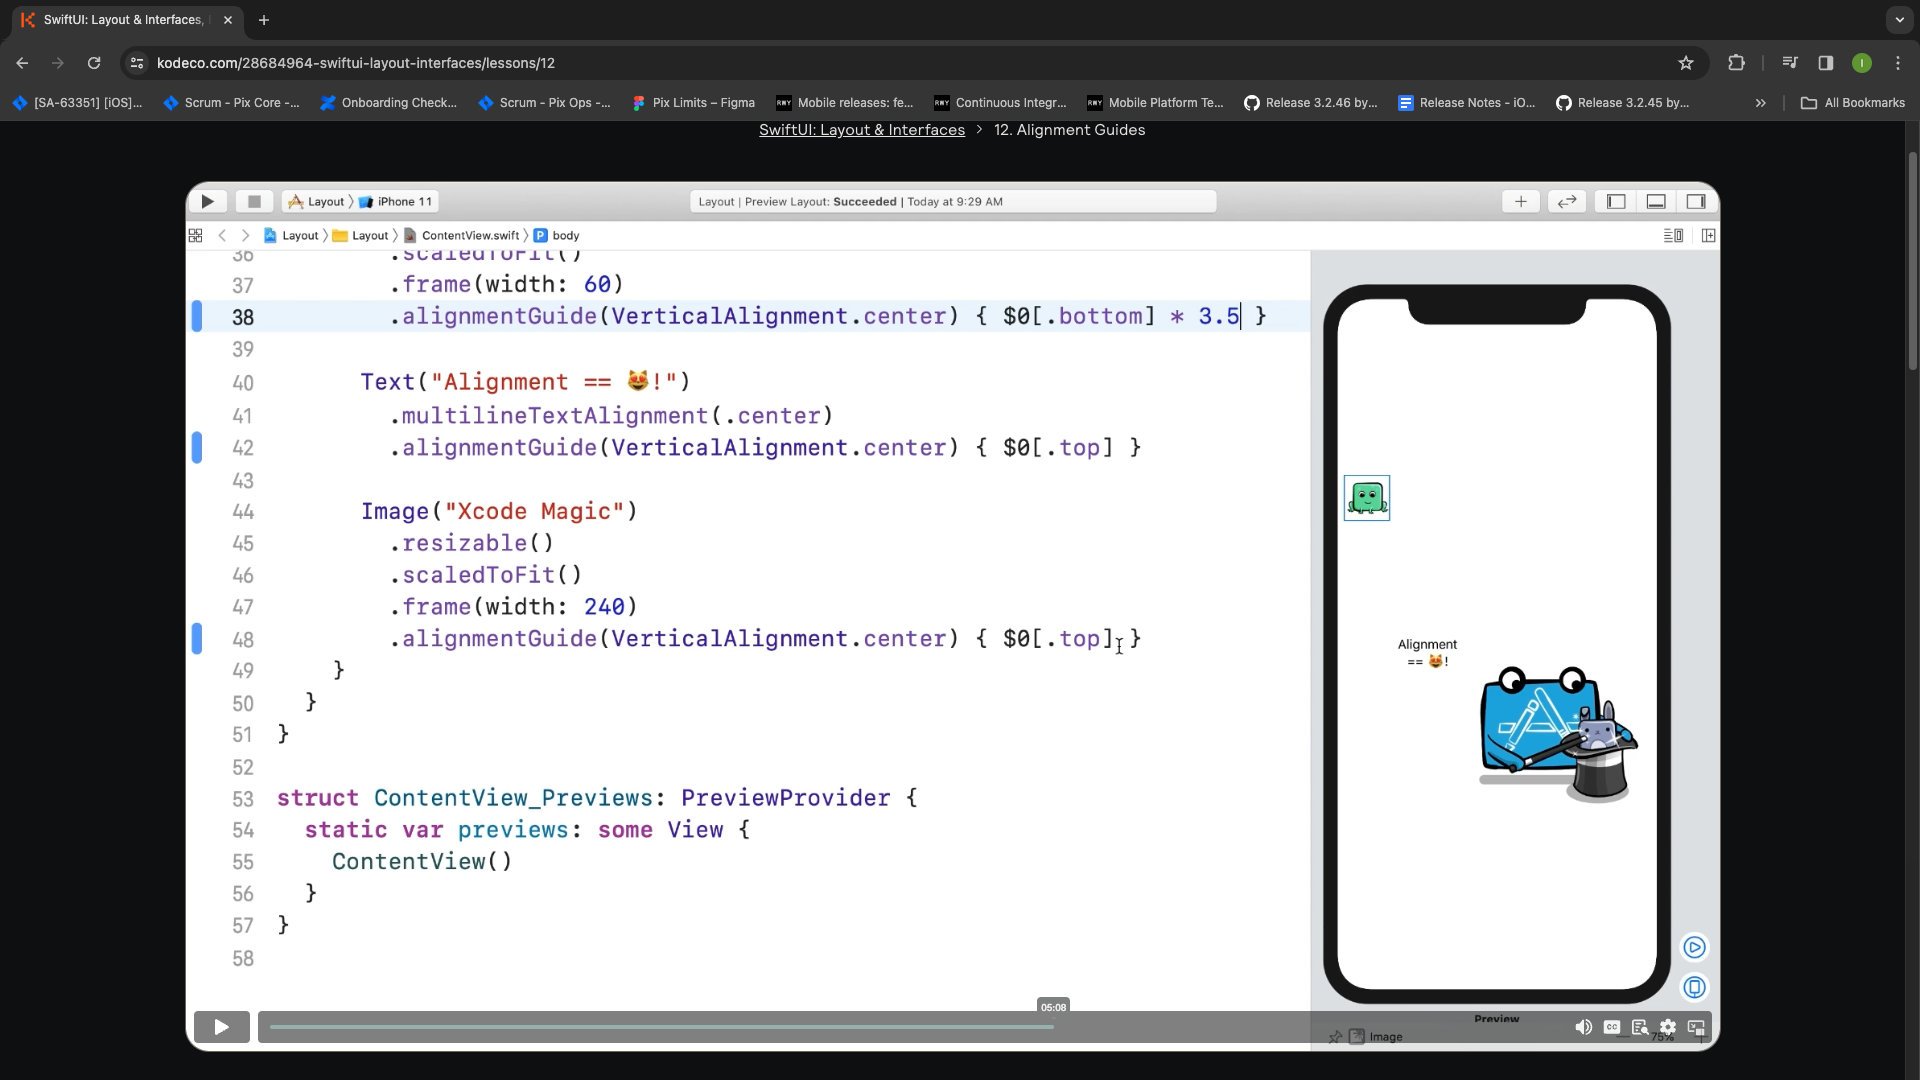 SwiftUI: Layout & Interfaces,
kodeco.com/28684964-swiftui-layout-interfaces/lessons/12
[SA-63351] [iOS]... Scrum - Pix Core -... Onboarding Check... Scrum - Pix Ops -... Pix Limits – Figma RWY Mobile releases: fe... RWY Continuous Integr... RWY Mobile Platform Te... Release 3.2.46 by... Release Notes - iO... Release 3.2.45 by... » All Bookmarks
SwiftUI: Layout & Interfaces > 12. Alignment Guides
Layout 〉 iPhone 11 Layout | Preview Layout: Succeeded | Today at 9:29 AM
Layout 〉 Layout 〉 ContentView.swift 〉 P body
36 .scaledToFit()
37 .frame(width: 60)
38 .alignmentGuide(VerticalAlignment.center) { $0[.bottom] * 3.5 }
39
40 Text("Alignment == 😻!")
41 .multilineTextAlignment(.center)
42 .alignmentGuide(VerticalAlignment.center) { $0[.top] }
43
44 Image("Xcode Magic")
45 .resizable()
46 .scaledToFit()
47 .frame(width: 240)
48 .alignmentGuide(VerticalAlignment.center) { $0[.top] }
49 }
50 }
51 }
52
53 struct ContentView_Previews: PreviewProvider {
54 static var previews: some View {
55 ContentView()
56 }
57 }
58
Alignment
== 😻!
05:08
Preview
CC
Image 75%
I